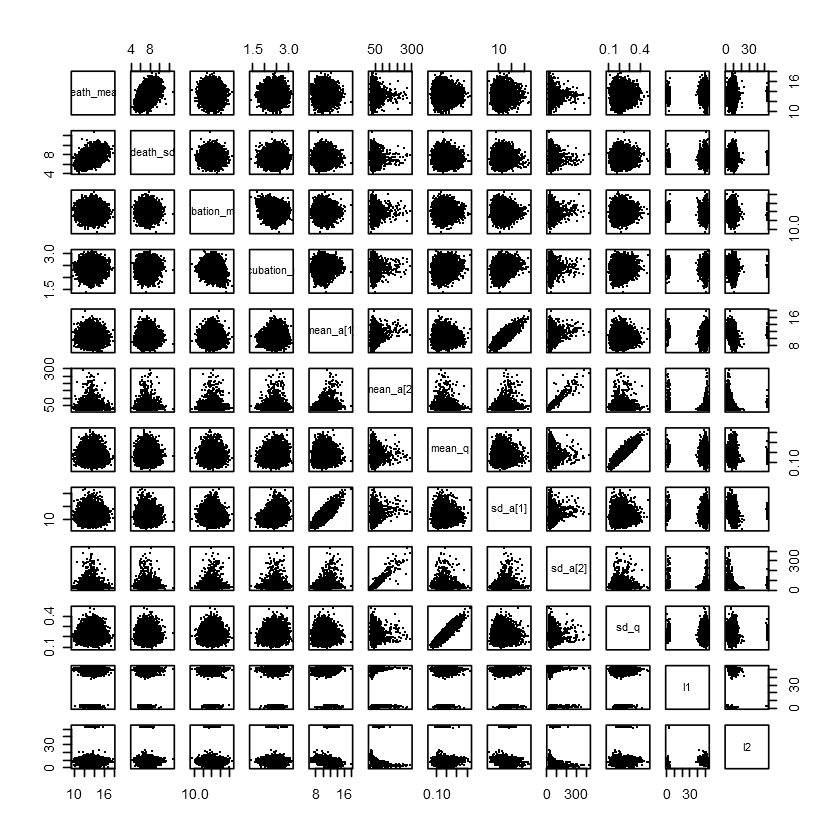 4 8 1.5 3.0 50 300 10 0.1 0.4 0 30
eath_mea
10 16
4 8
death_sd
bation_m
10.0
1.5 3.0
cubation_
mean_a[1
8 16
50 300
mean_a[2
mean_q
0.10
10
sd_a[1]
sd_a[2]
0 300
0.1 0.4
sd_q
l1
0 30
0 30
l2
10 16 10.0 8 16 0.10 0 300 0 30